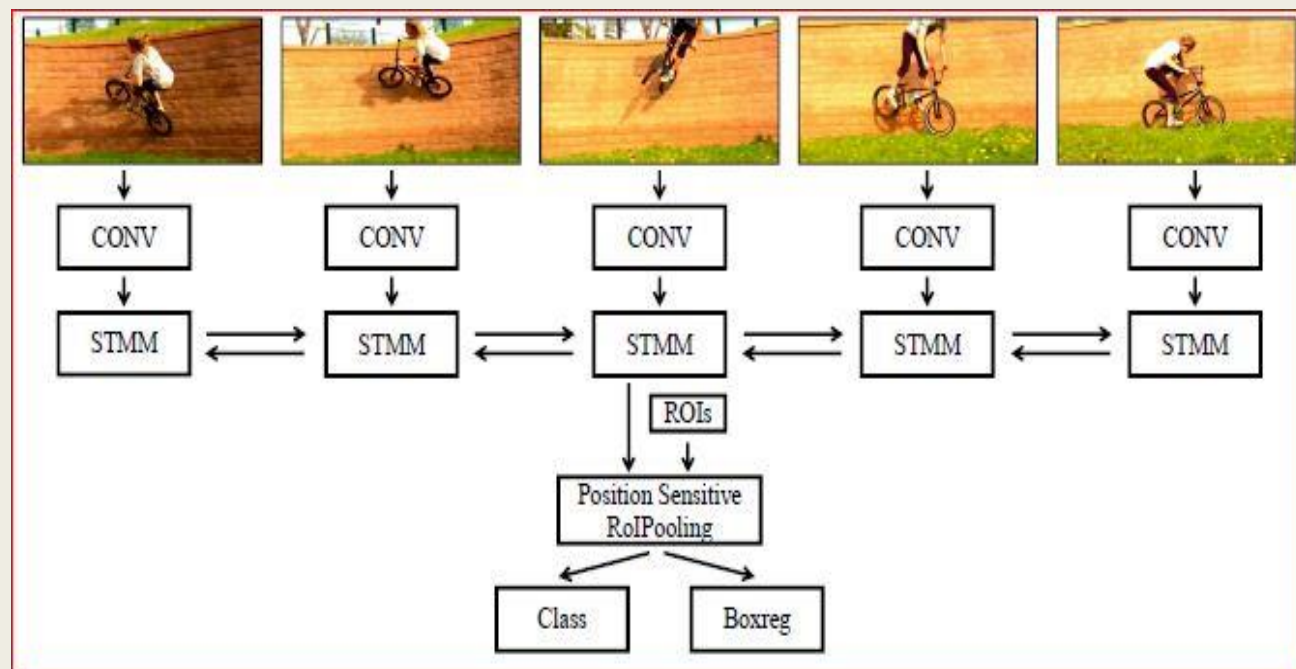 CONV
CONV
CONV
CONV
CONV
STMM
STMM
STMM
STMM
STMM
ROIs
Position Sensitive
RoIPooling
Class
Boxreg